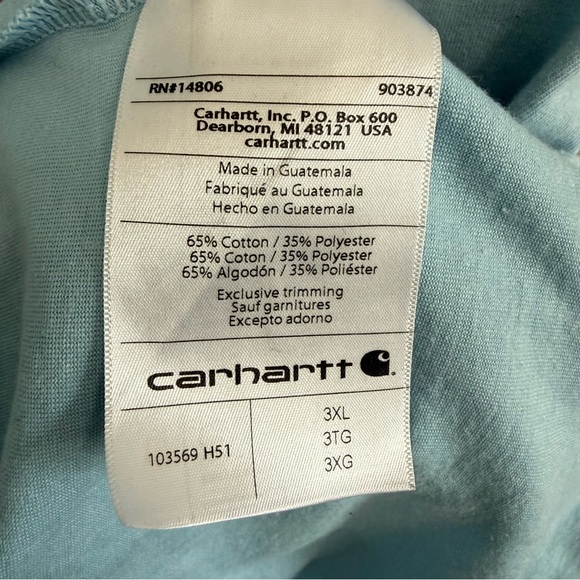 RN#14806 903874
Carhartt, Inc. P.O. Box 600
Dearborn, MI 48121 USA
carhartt.com
Made in Guatemala
Fabriqué au Guatemala
Hecho en Guatemala
65% Cotton / 35% Polyester
65% Coton / 35% Polyester
65% Algodón / 35% Poliéster
Exclusive trimming
Sauf garnitures
Excepto adorno
carhartt
103569 H51
3XL
3TG
3XG